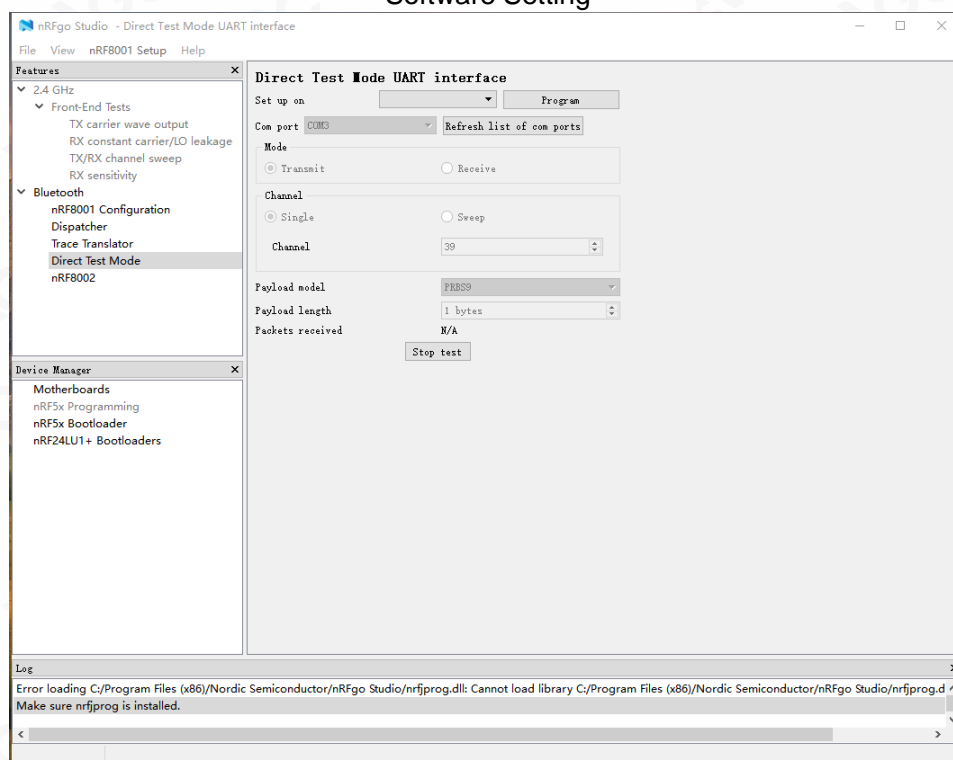 Software Setting
nRFgo Studio - Direct Test Mode UART interface
File View nRF8001 Setup Help
Features
2.4 GHz
Front-End Tests
TX carrier wave output
RX constant carrier/LO leakage
TX/RX channel sweep
RX sensitivity
Bluetooth
nRF8001 Configuration
Dispatcher
Trace Translator
Direct Test Mode
nRF8002
Device Manager
Motherboards
nRF5x Programming
nRF5x Bootloader
nRF24LU1+ Bootloaders
Direct Test Mode UART interface
Set up on Program
Com port COM3 Refresh list of com ports
Mode
Transmit Receive
Channel
Single Sweep
Channel 39
Payload model PRBS9
Payload length 1 bytes
Packets received N/A
Stop test
Log
Error loading C:/Program Files (x86)/Nordic Semiconductor/nRFgo Studio/nrfjprog.dll: Cannot load library C:/Program Files (x86)/Nordic Semiconductor/nRFgo Studio/nrfjprog.d
Make sure nrfjprog is installed.